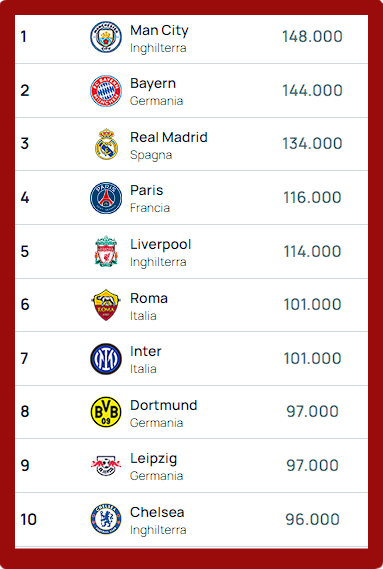 1 Man City 148.000
Inghilterra
2 Bayern 144.000
Germania
3 Real Madrid 134.000
Spagna
4 Paris 116.000
Francia
5 Liverpool 114.000
Inghilterra
6 Roma 101.000
Italia
7 Inter 101.000
Italia
8 Dortmund 97.000
Germania
BVB
09
9 Leipzig 97.000
Germania
10 Chelsea 96.000
Inghilterra